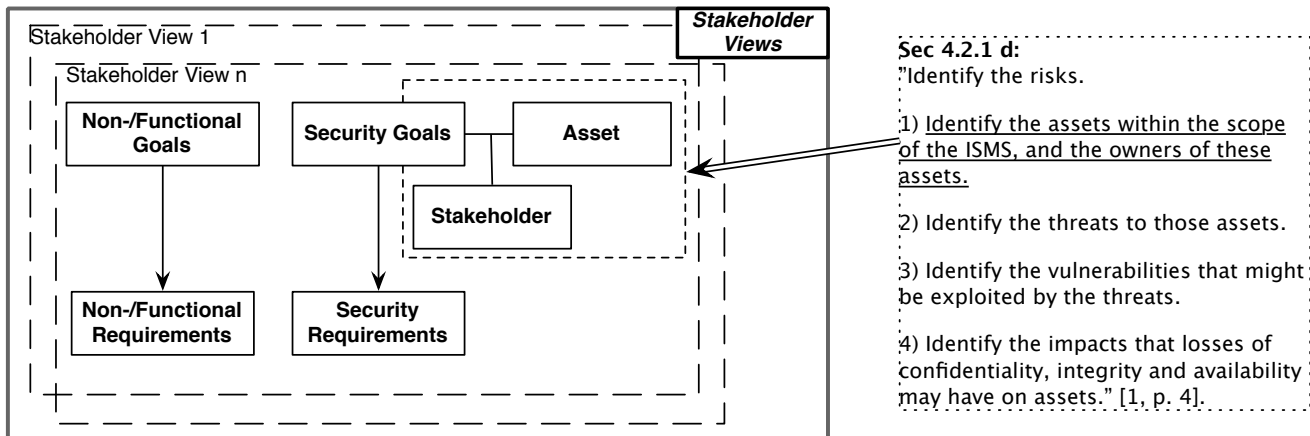 Stakeholder
Views
Stakeholder View 1
Stakeholder View n
Non-/Functional
Goals
Security Goals
Asset
Stakeholder
Non-/Functional
Requirements
Security
Requirements
Sec 4.2.1 d:
"Identify the risks.
1) Identify the assets within the scope
of the ISMS, and the owners of these
assets.
2) Identify the threats to those assets.
3) Identify the vulnerabilities that might
be exploited by the threats.
4) Identify the impacts that losses of
confidentiality, integrity and availability
may have on assets." [1, p. 4].